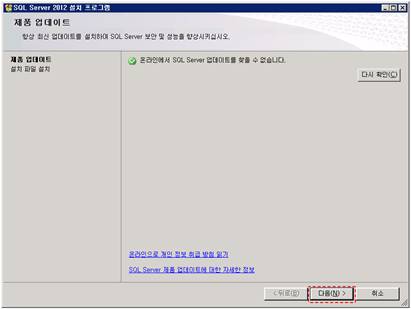 SQL Server 2012 설치 프로그램
제품 업데이트
항상 최신 업데이트를 설치하여 SQL Server 보안 및 성능을 향상시키십시오.
제품 업데이트
설치 파일 설치
온라인에서 SQL Server 업데이트를 찾을 수 없습니다.
다시 확인(C)
온라인으로 개인 정보 취급 방침 읽기
SQL Server 제품 업데이트에 대한 자세한 정보
< 뒤로(B)
다음(N) >
취소